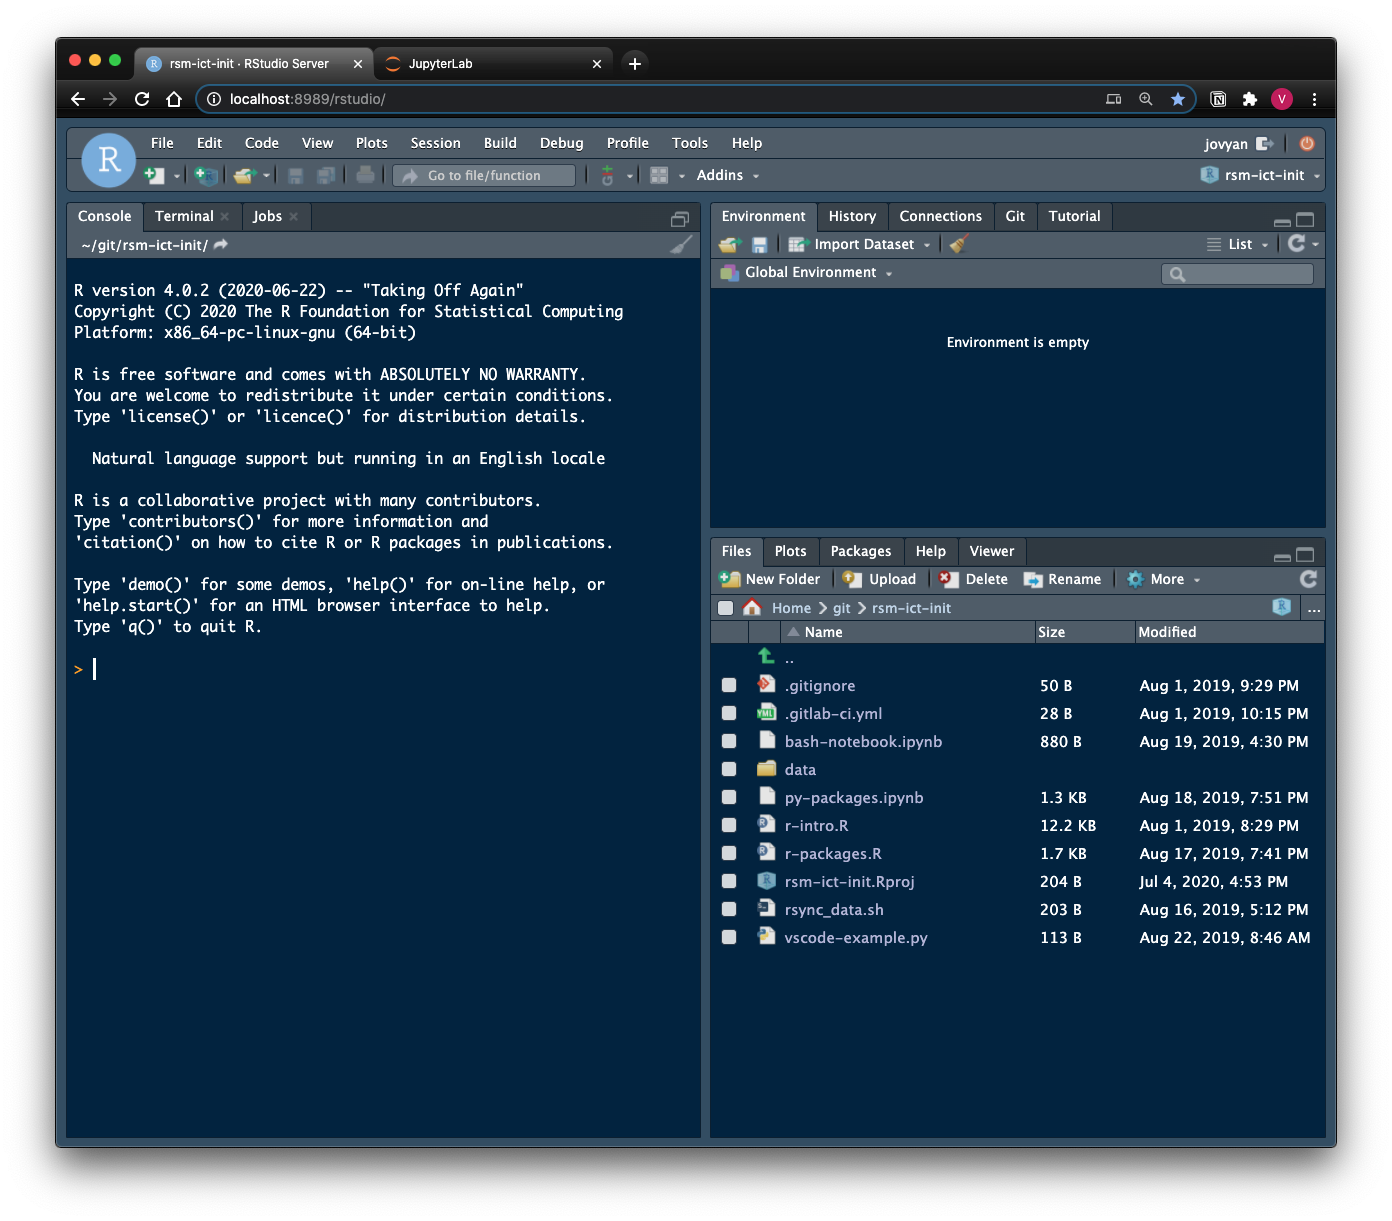 rsm-ict-init · RStudio Server
JupyterLab
localhost:8989/rstudio/
V
R
File Edit Code View Plots Session Build Debug Profile Tools Help
jovyan
Go to file/function
Addins
rsm-ict-init
Console Terminal Jobs
~/git/rsm-ict-init/
R version 4.0.2 (2020-06-22) -- "Taking Off Again"
Copyright (C) 2020 The R Foundation for Statistical Computing
Platform: x86_64-pc-linux-gnu (64-bit)
R is free software and comes with ABSOLUTELY NO WARRANTY.
You are welcome to redistribute it under certain conditions.
Type 'license()' or 'licence()' for distribution details.
Natural language support but running in an English locale
R is a collaborative project with many contributors.
Type 'contributors()' for more information and
'citation()' on how to cite R or R packages in publications.
Type 'demo()' for some demos, 'help()' for on-line help, or
'help.start()' for an HTML browser interface to help.
Type 'q()' to quit R.
>
Environment History Connections Git Tutorial
Import Dataset
List
Global Environment
Environment is empty
Files Plots Packages Help Viewer
New Folder Upload Delete Rename More
Home git rsm-ict-init
...
Name Size Modified
..
.gitignore 50 B Aug 1, 2019, 9:29 PM
.gitlab-ci.yml 28 B Aug 1, 2019, 10:15 PM
bash-notebook.ipynb 880 B Aug 19, 2019, 4:30 PM
data
py-packages.ipynb 1.3 KB Aug 18, 2019, 7:51 PM
r-intro.R 12.2 KB Aug 1, 2019, 8:29 PM
r-packages.R 1.7 KB Aug 17, 2019, 7:41 PM
rsm-ict-init.Rproj 204 B Jul 4, 2020, 4:53 PM
rsync_data.sh 203 B Aug 16, 2019, 5:12 PM
vscode-example.py 113 B Aug 22, 2019, 8:46 AM